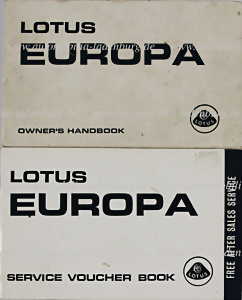 LOTUS
EUROPA
OWNER'S HANDBOOK
LOTUS
LOTUS
EUROPA
SERVICE VOUCHER BOOK
LOTUS
FREE AFTER SALES SERVICE